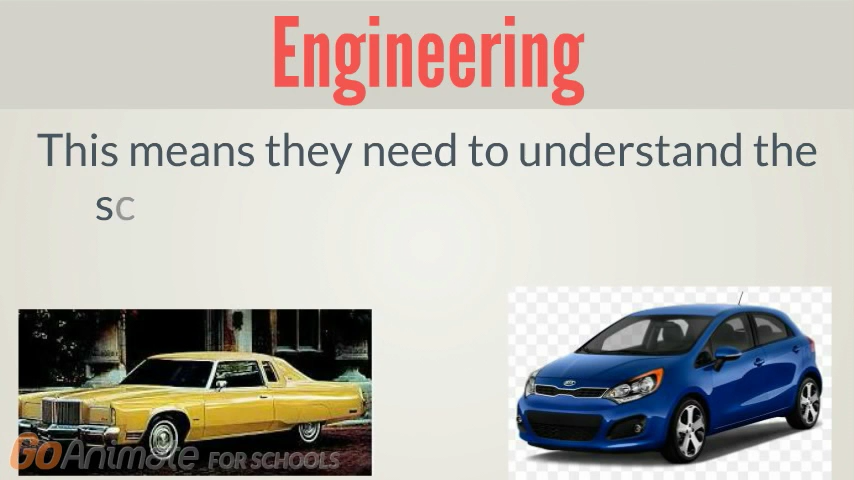 Engineering
This means they need to understand the
sc
GoAnimate FOR SCHOOLS